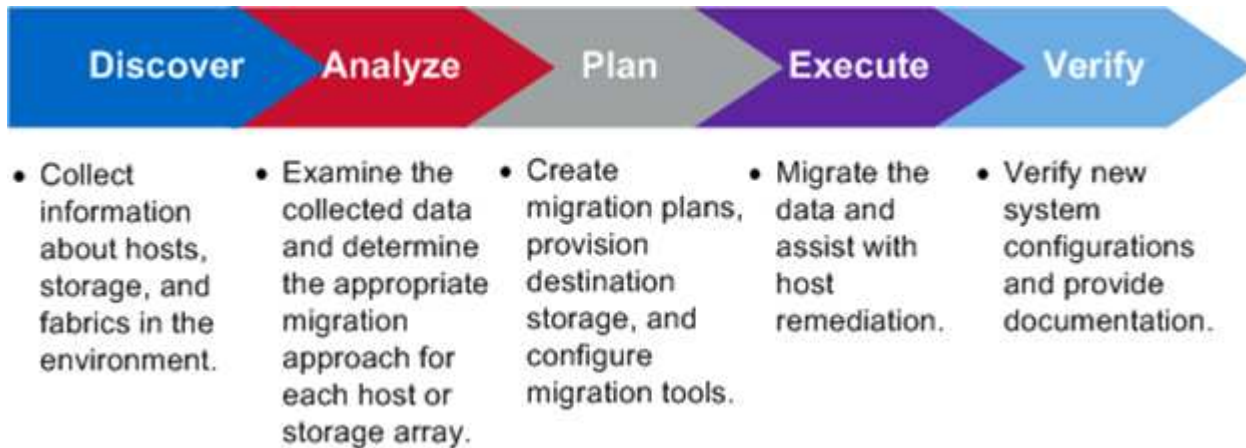 Discover
Analyze
Plan
Execute
Verify
• Collect
information
about hosts,
storage, and
fabrics in the
environment.
• Examine the
collected data
and determine
the appropriate
migration
approach for
each host or
storage array.
• Create
migration plans,
provision
destination
storage, and
configure
migration tools.
• Migrate the
data and
assist with
host
remediation.
• Verify new
system
configurations
and provide
documentation.